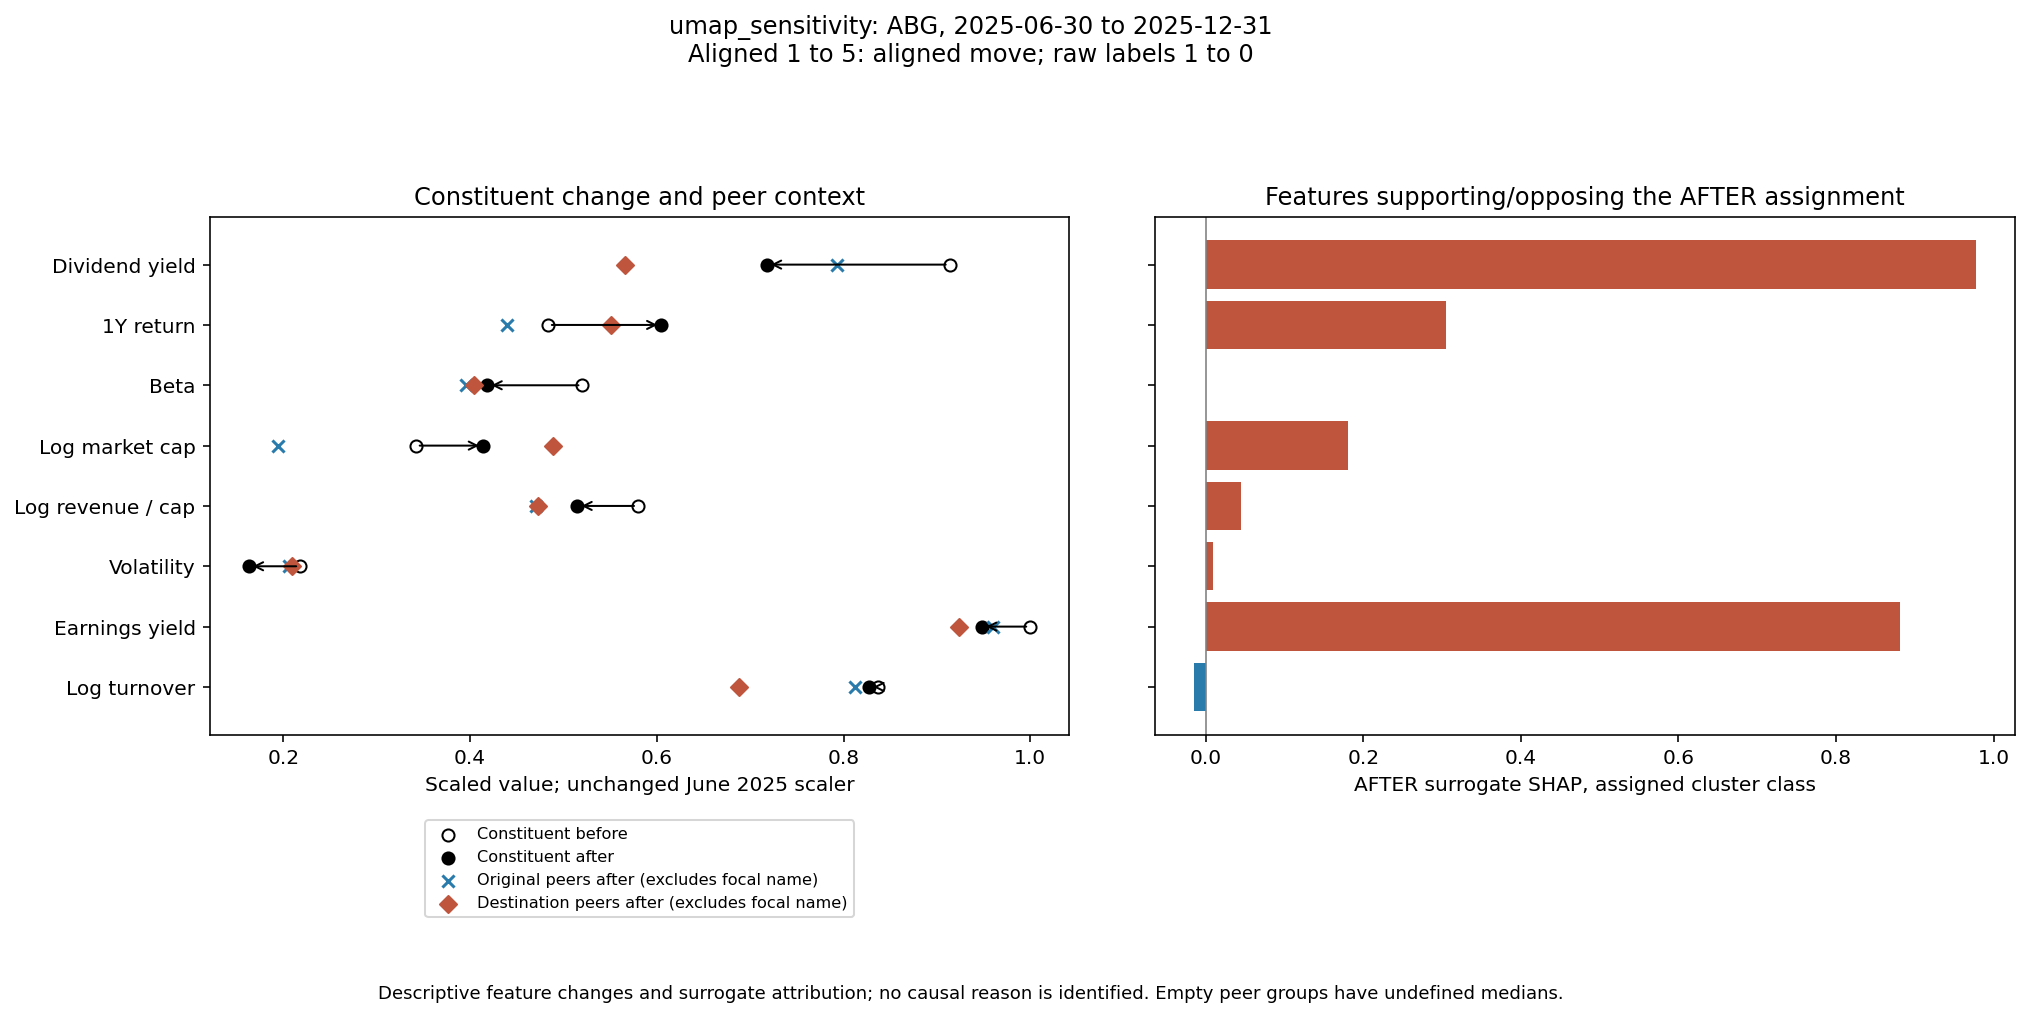 umap_sensitivity: ABG, 2025-06-30 to 2025-12-31
Aligned 1 to 5: aligned move; raw labels 1 to 0
Constituent change and peer context
Dividend yield
1Y return
Beta
Log market cap
Log revenue / cap
Volatility
Earnings yield
Log turnover
0.2 0.4 0.6 0.8 1.0
Scaled value; unchanged June 2025 scaler
Constituent before
Constituent after
Original peers after (excludes focal name)
Destination peers after (excludes focal name)
Features supporting/opposing the AFTER assignment
0.0 0.2 0.4 0.6 0.8 1.0
AFTER surrogate SHAP, assigned cluster class
Descriptive feature changes and surrogate attribution; no causal reason is identified. Empty peer groups have undefined medians.